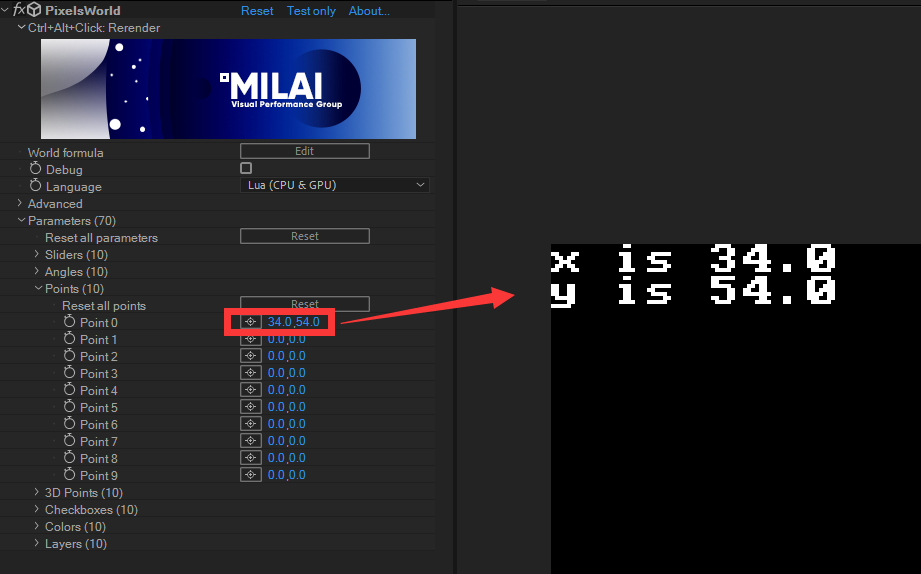 fx PixelsWorld Reset Test only About...
Ctrl+Alt+Click: Rerender
MILAI
Visual Performance Group
World formula Edit
Debug
Language Lua (CPU & GPU)
Advanced
Parameters (70)
Reset all parameters Reset
Sliders (10)
Angles (10)
Points (10)
Reset all points Reset
Point 0 34.0,54.0
Point 1 0.0,0.0
Point 2 0.0,0.0
Point 3 0.0,0.0
Point 4 0.0,0.0
Point 5 0.0,0.0
Point 6 0.0,0.0
Point 7 0.0,0.0
Point 8 0.0,0.0
Point 9 0.0,0.0
3D Points (10)
Checkboxes (10)
Colors (10)
Layers (10)
x is 34.0
y is 54.0